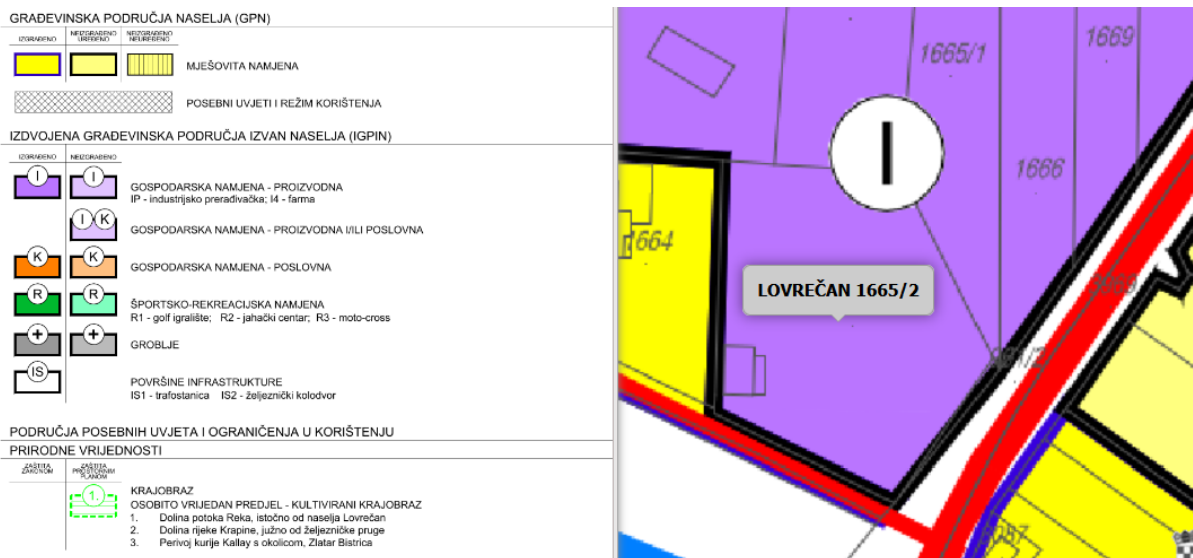 GRAĐEVINSKA PODRUČJA NASELJA (GPN)
IZGRAĐENO
NEIZGRAĐENO
UREĐENO
NEIZGRAĐENO
NEUREĐENO
MJEŠOVITA NAMJENA
POSEBNI UVJETI I REŽIM KORIŠTENJA
IZDVOJENA GRAĐEVINSKA PODRUČJA IZVAN NASELJA (IGPIN)
IZGRAĐENO
NEIZGRAĐENO
I
I
GOSPODARSKA NAMJENA - PROIZVODNA
IP - industrijsko prerađivačka; I4 - farma
I K
GOSPODARSKA NAMJENA - PROIZVODNA I/ILI POSLOVNA
K
K
GOSPODARSKA NAMJENA - POSLOVNA
R
R
ŠPORTSKO-REKREACIJSKA NAMJENA
R1 - golf igralište; R2 - jahački centar; R3 - moto-cross
GROBLJE
IS
POVRŠINE INFRASTRUKTURE
IS1 - trafostanica IS2 - željeznički kolodvor
PODRUČJA POSEBNIH UVJETA I OGRANIČENJA U KORIŠTENJU
PRIRODNE VRIJEDNOSTI
ZAŠTITA
ZAKONOM
ZAŠTITA
PROSTORNIM
PLANOM
1.
KRAJOBRAZ
OSOBITO VRIJEDAN PREDJEL - KULTIVIRANI KRAJOBRAZ
1. Dolina potoka Reka, istočno od naselja Lovrečan
2. Dolina rijeke Krapine, južno od željezničke pruge
3. Perivoj kurije Kallay s okolicom, Zlatar Bistrica
1665/1
1669
I
1666
1664
LOVREČAN 1665/2